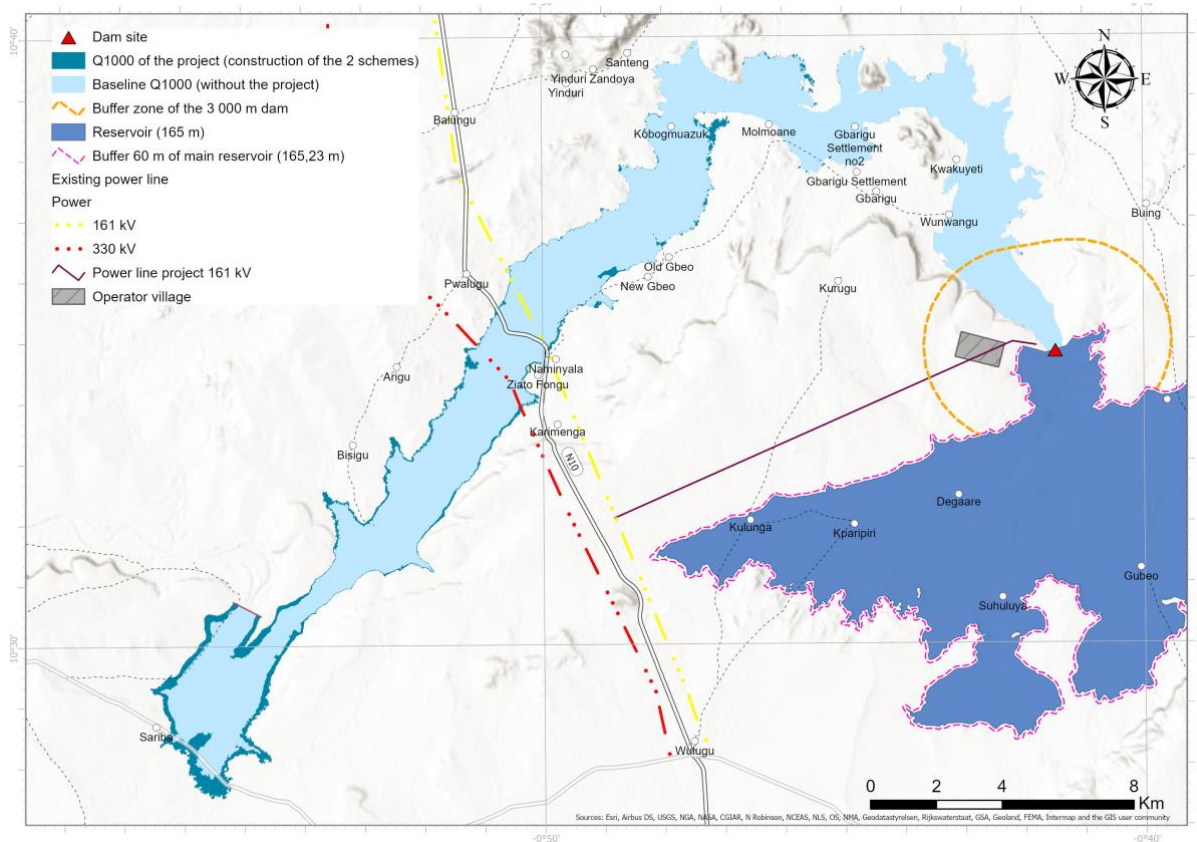 10°40'
-0°50'
-0°40'
Dam site
Q1000 of the project (construction of the 2 schemes)
Baseline Q1000 (without the project)
Buffer zone of the 3 000 m dam
Reservoir (165 m)
Buffer 60 m of main reservoir (165,23 m)
Existing power line
Power
161 kV
330 kV
Power line project 161 kV
Operator village
N
W E
S
Santeng
Yinduri Zandoya
Yinduri
Balungu
Kobogmuazuk
Molmoane
Gbarigu
Settlement
no2
Kwakuyeti
Gbarigu Settlement
Gbarigu
Wunwangu
Buing
Old Gbeo
New Gbeo
Pwalugu
Kurugu
Naminyala
Ziato Fongu
Arigu
Karimenga
Bisigu
N10
Degaare
Kulunga
Kparipiri
Gubeo
Suhuluya
10°30'
Sariba
Wulugu
0 2 4 8
Km
Sources: Esri, Airbus DS, USGS, NGA, NASA, CGIAR, N Robinson, NCEAS, NLS, OS, NMA, Geodatastyrelsen, Rijkswaterstaat, GSA, Geoland, FEMA, Intermap and the GIS user community
-0°50'
-0°40'